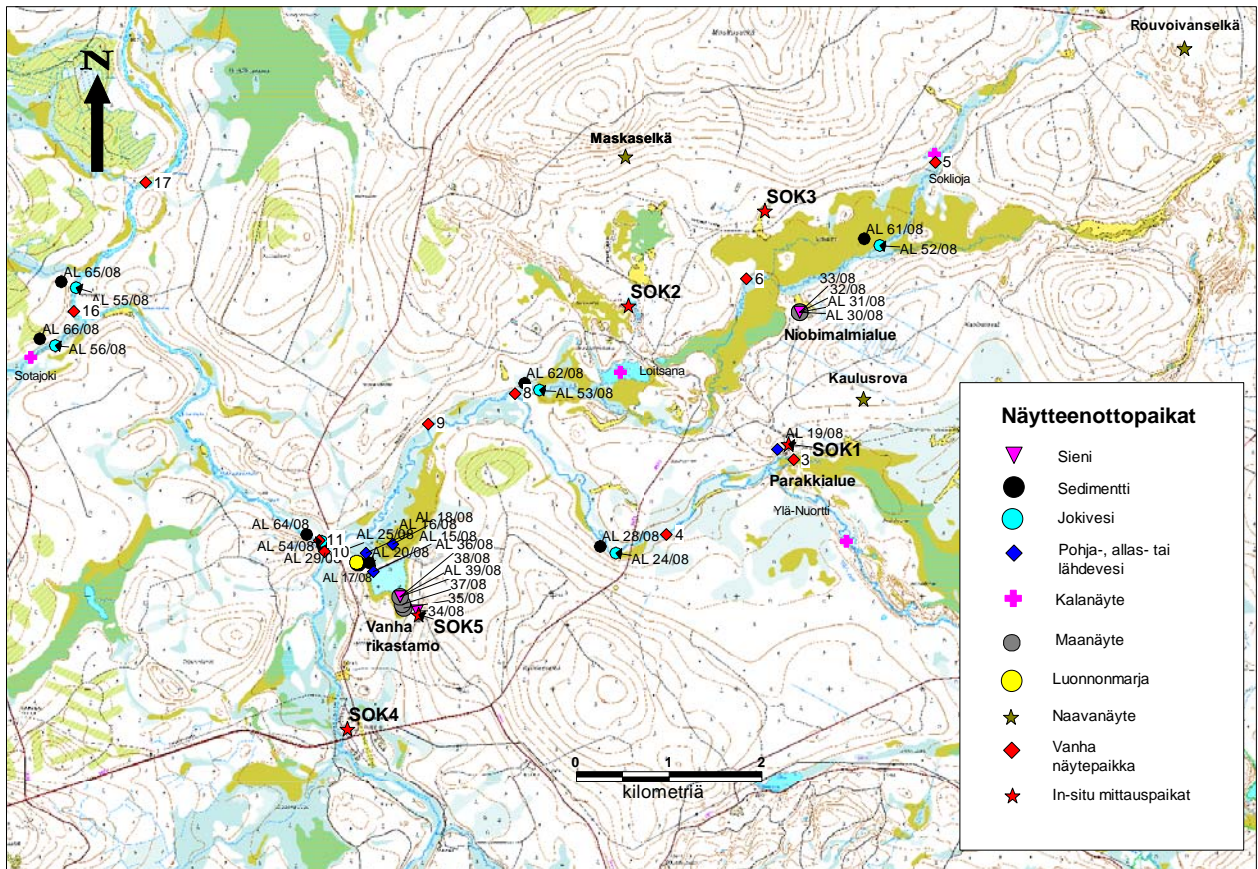 Rouvoivanselkä
N
Maskaselkä
5
Soklioja
17
SOK3
AL 61/08
AL 52/08
AL 65/08
AL 55/08
6
33/08
32/08
AL 31/08
AL 30/08
SOK2
16
Niobimalmialue
AL 66/08
AL 56/08
Sotajoki
AL 62/08
Loitsana
8
AL 53/08
Kaulusrova
9
AL 19/08
SOK1
3
Parakkialue
Ylä-Nuortti
AL 18/08
AL 16/08
AL 25/08
AL 15/08
AL 64/08
11
AL 36/08
AL 54/08
10
AL 20/08
38/08
AL 28/08
4
AL 24/08
AL 39/08
AL 17/08
37/08
35/08
34/08
SOK5
Vanha
rikastamo
SOK4
0 1 2
kilometriä
Näytteenottopaikat
Sieni
Sedimentti
Jokivesi
Pohja-, allas- tai
lähdevesi
Kalanäyte
Maanäyte
Luonnonmarja
Naavanäyte
Vanha
näytepaikka
In-situ mittauspaikat